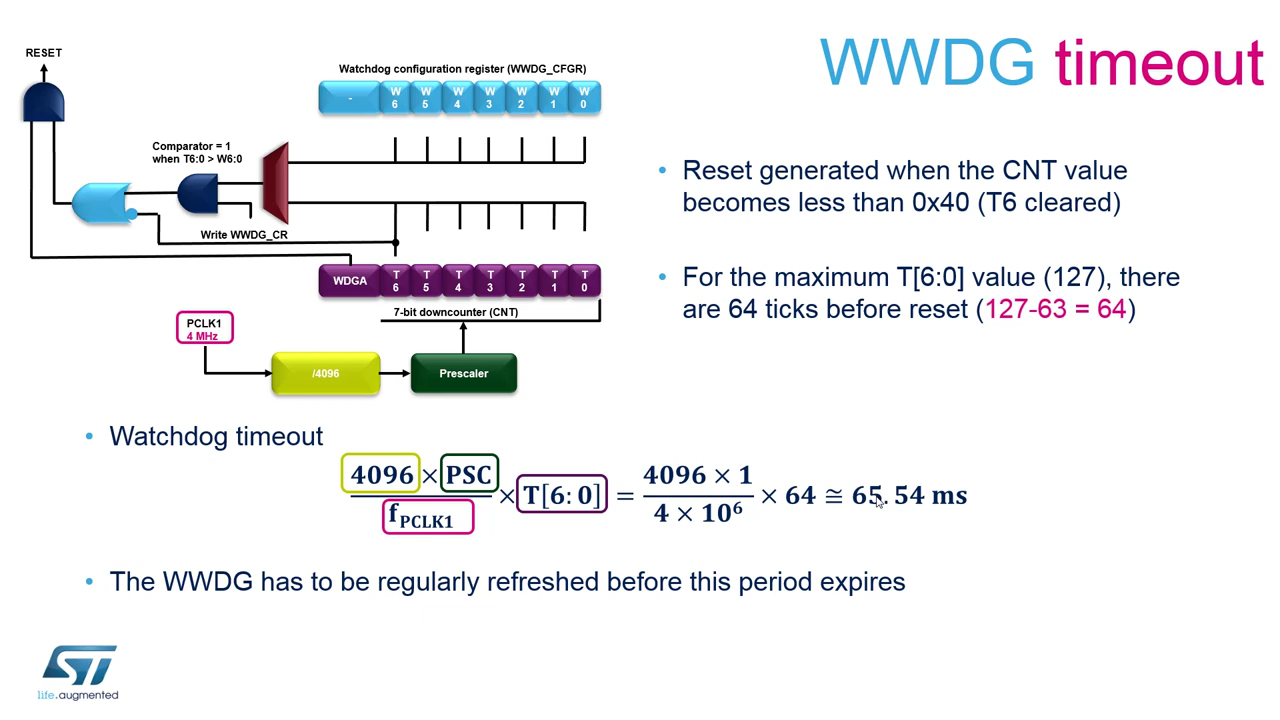 WWDG timeout
RESET
Watchdog configuration register (WWDG_CFGR)
- W6 W5 W4 W3 W2 W1 W0
Comparator = 1
when T6:0 > W6:0
Write WWDG_CR
WDGA T6 T5 T4 T3 T2 T1 T0
7-bit downcounter (CNT)
PCLK1
4 MHz
/4096
Prescaler
• Reset generated when the CNT value
becomes less than 0x40 (T6 cleared)
• For the maximum T[6:0] value (127), there
are 64 ticks before reset (127-63 = 64)
• Watchdog timeout
4096 × PSC / f_PCLK1 × T[6:0] = 4096 × 1 / 4 × 10⁶ × 64 ≅ 65.54 ms
• The WWDG has to be regularly refreshed before this period expires
ST
life.augmented